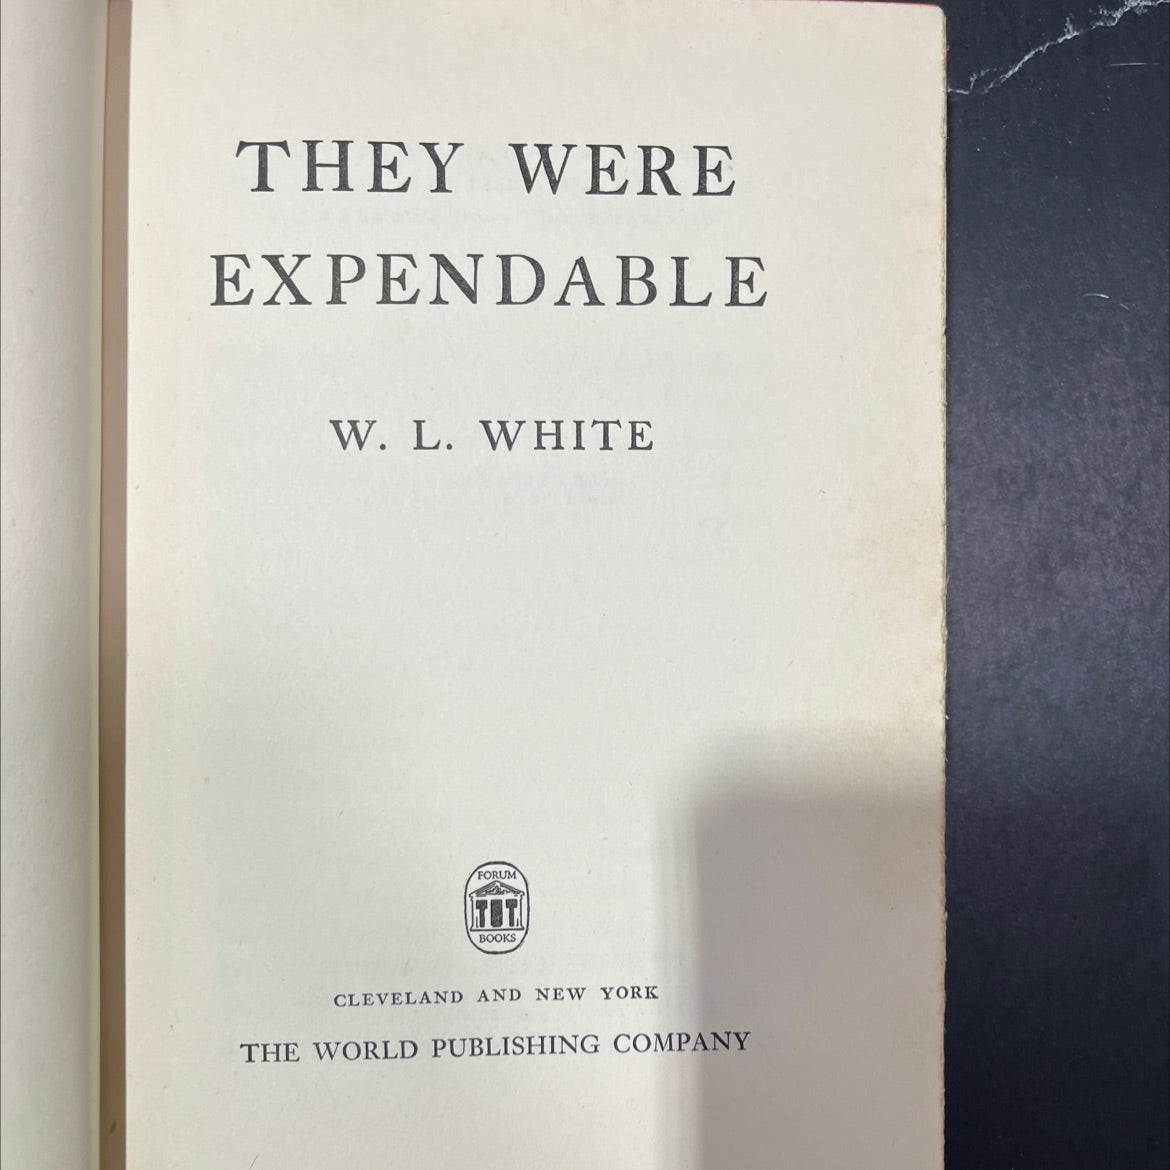 THEY WERE
EXPENDABLE
W. L. WHITE
FORUM
BOOKS
CLEVELAND AND NEW YORK
THE WORLD PUBLISHING COMPANY